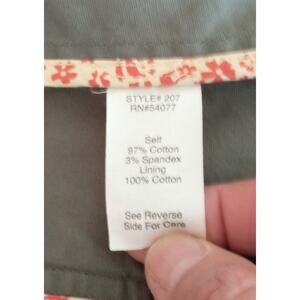 STYLE# 207
RN#54077
Self
97% Cotton
3% Spandex
Lining
100% Cotton
See Reverse
Side For Care